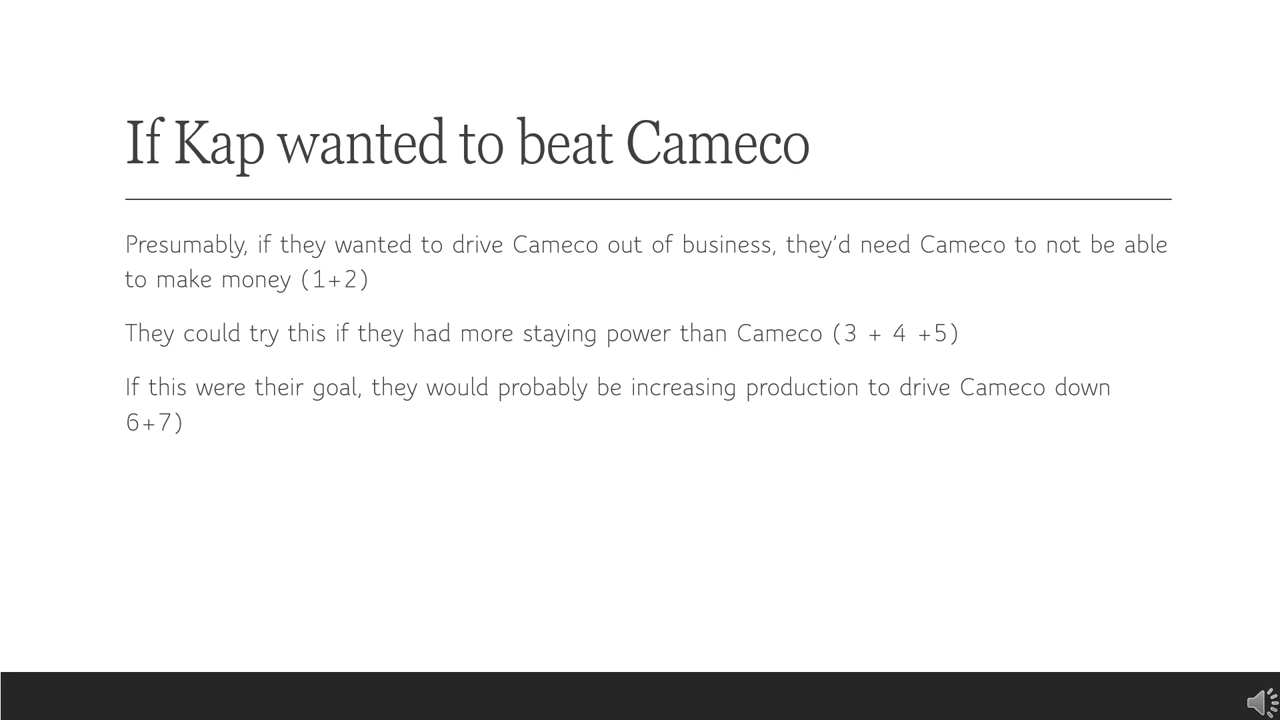 If Kap wanted to beat Cameco
Presumably, if they wanted to drive Cameco out of business, they'd need Cameco to not be able
to make money (1+2)
They could try this if they had more staying power than Cameco (3 + 4 +5)
If this were their goal, they would probably be increasing production to drive Cameco down
6+7)